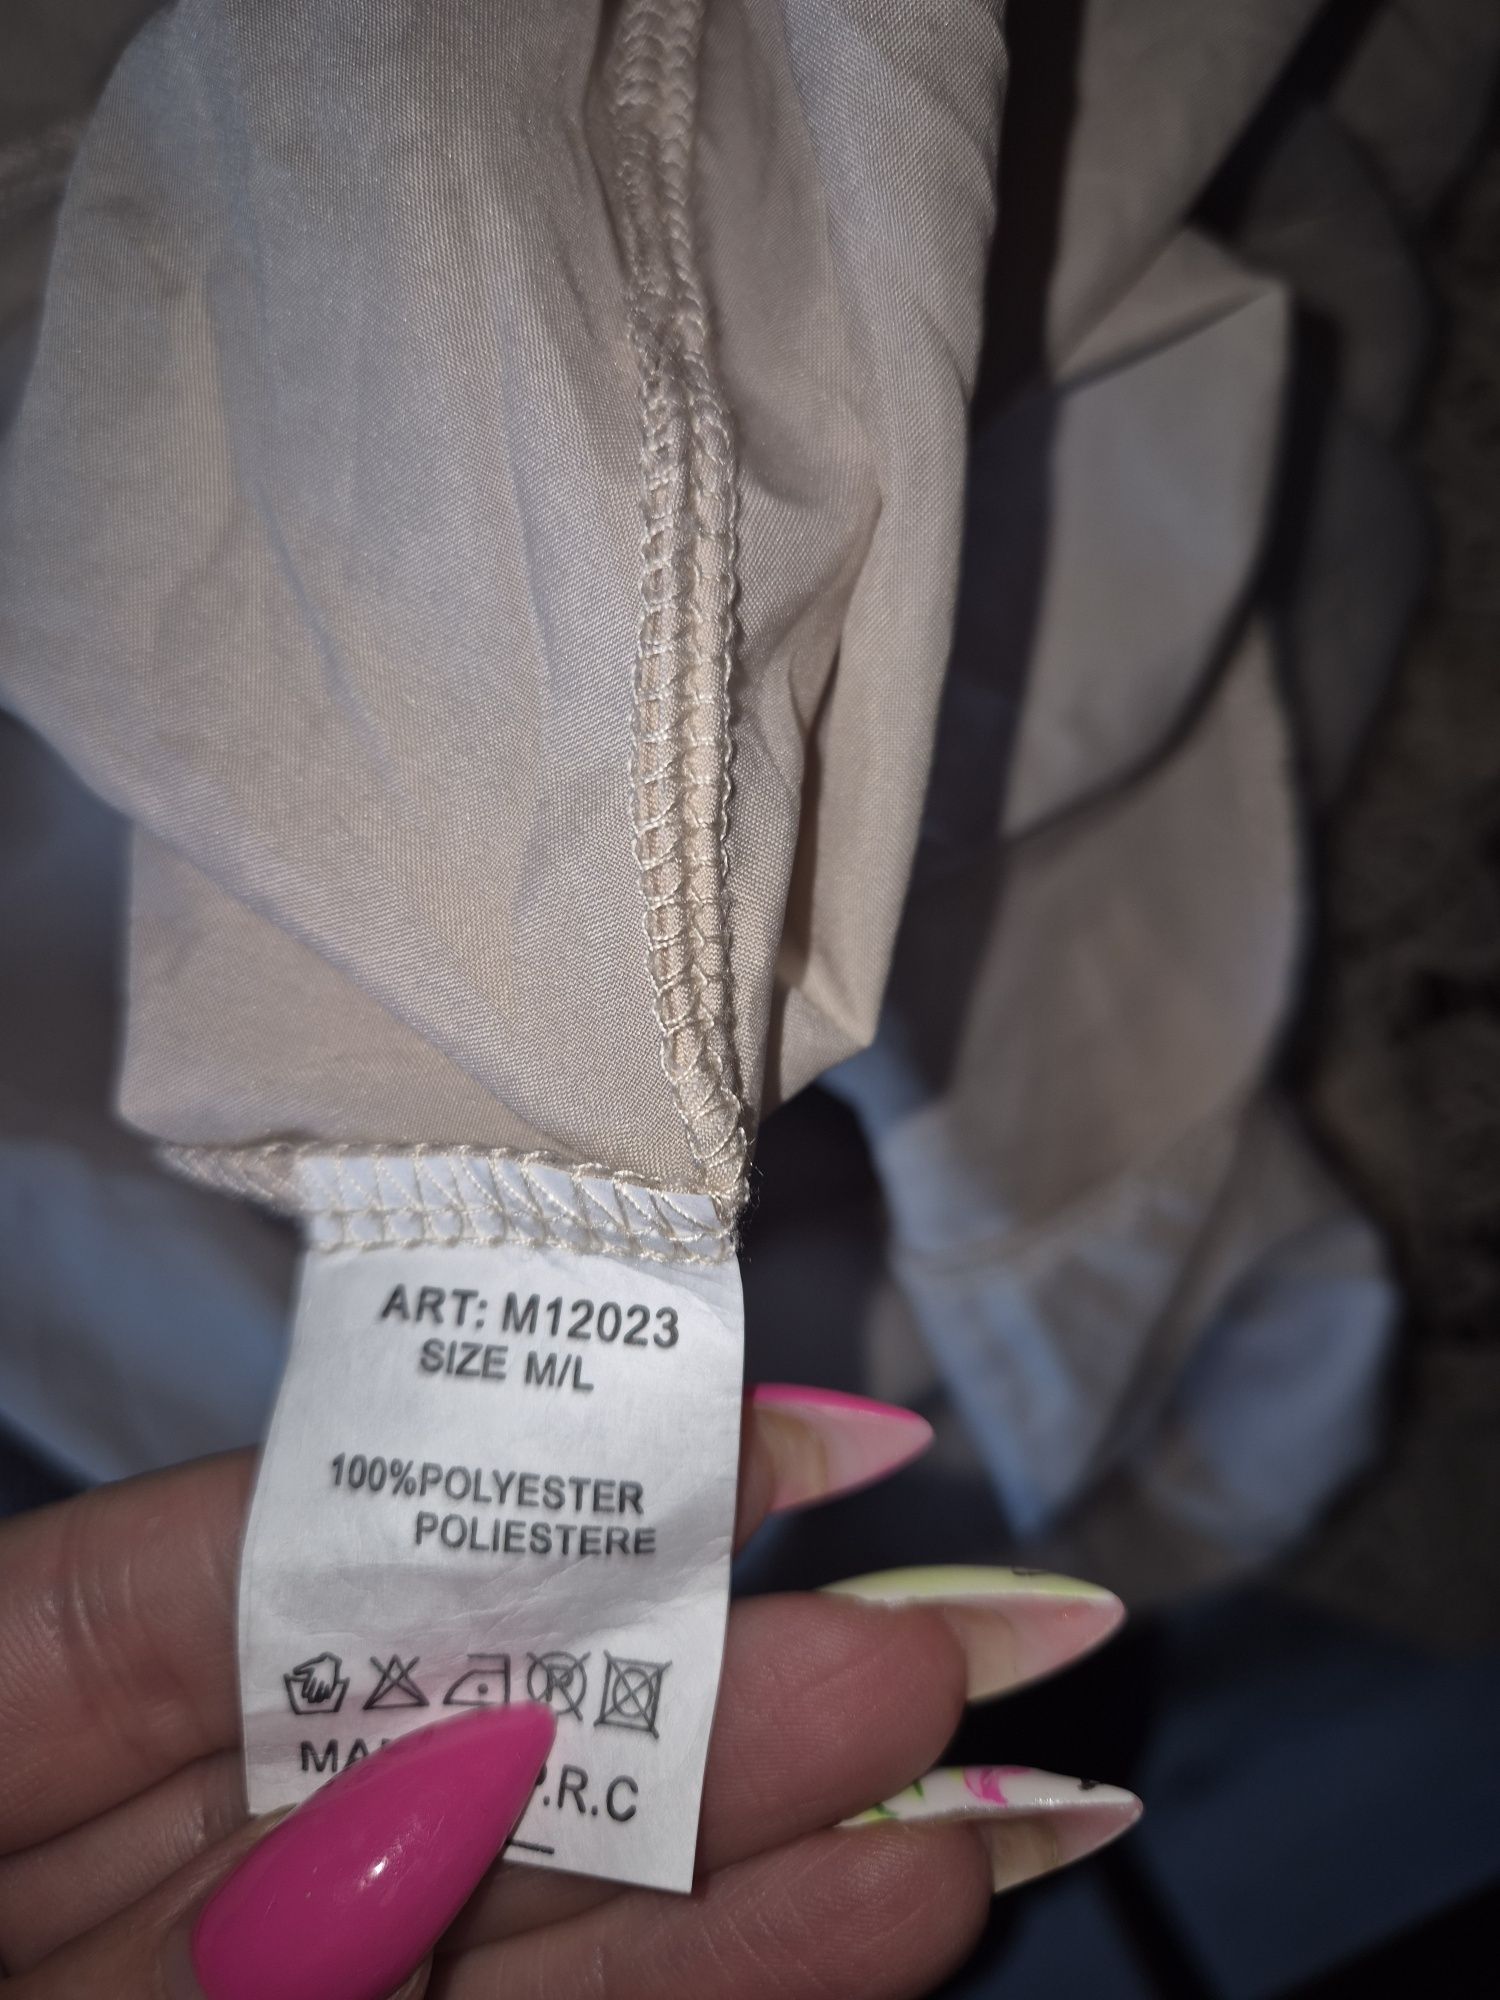 ART: M12023
SIZE M/L
100%POLYESTER
POLIESTERE
P.R.C